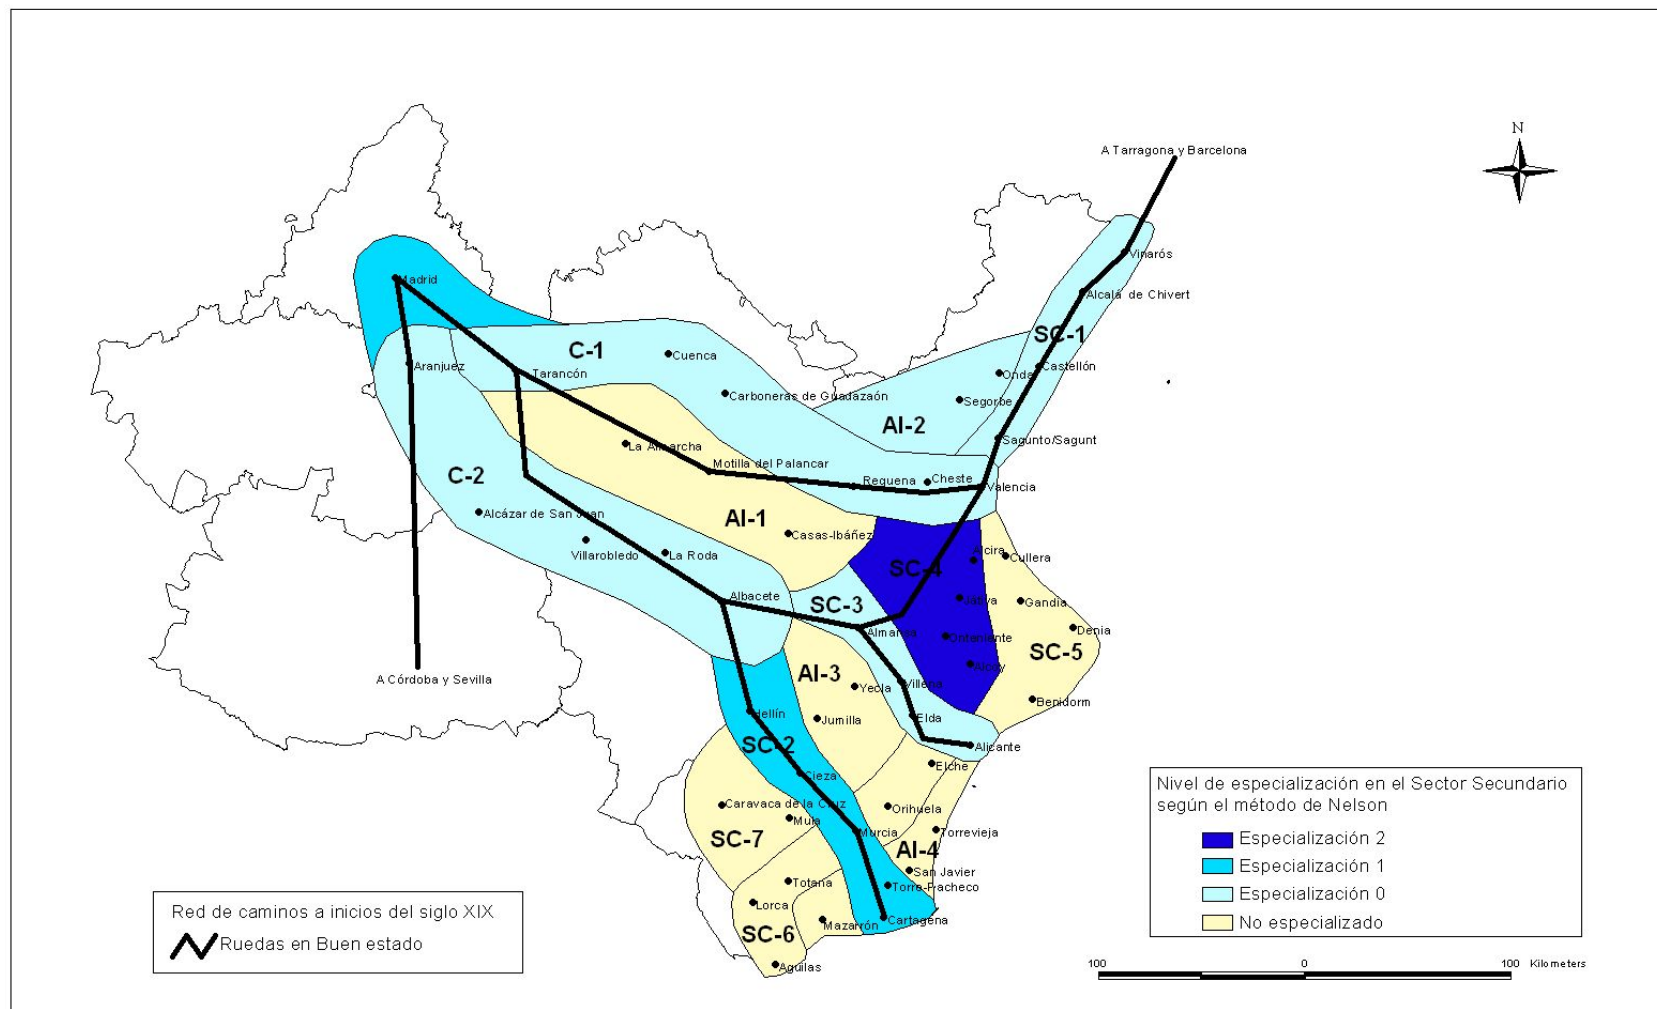 N
A Tarragona y Barcelona
Vinarós
Madrid
Alcalá de Chivert
SC-1
C-1
Cuenca
Aranjuez
Tarancón
Castellón
Onda
Carboneras de Guadazaón
Segorbe
AI-2
La Almarcha
Sagunto/Sagunt
Motilla del Palancar
C-2
Requena
Cheste
Valencia
Alcázar de San Juan
AI-1
Casas-Ibáñez
Villarobledo
La Roda
Alcira
Cullera
SC-4
Albacete
SC-3
Játiva
Gandia
Almansa
Onteniente
Denia
SC-5
Alcoy
A Córdoba y Sevilla
AI-3
Yecla
Villena
Benidorm
Hellín
Jumilla
Elda
SC-2
Alicante
Cieza
Elche
Caravaca de la Cruz
Mula
Orihuela
SC-7
Murcia
Torrevieja
AI-4
San Javier
Totana
Torre-Pacheco
Lorca
Mazarrón
Cartagena
SC-6
Aguilas
Nivel de especialización en el Sector Secundario
según el método de Nelson
Especialización 2
Especialización 1
Especialización 0
No especializado
Red de caminos a inicios del siglo XIX
Ruedas en Buen estado
100 0 100 Kilometers